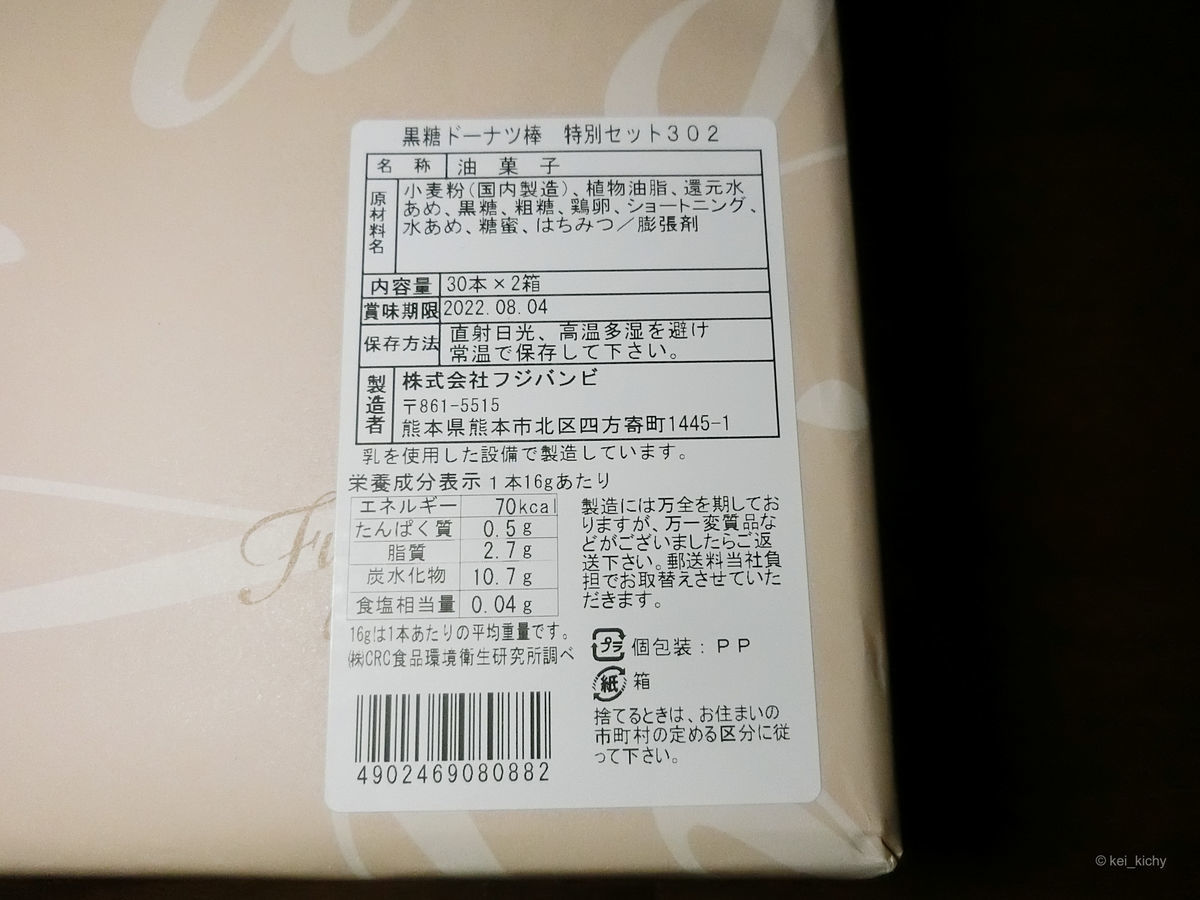 黒糖ドーナツ棒 特別セット302
名 称 油 菓 子
原材料名
小麦粉(国内製造)、植物油脂、還元水
あめ、黒糖、粗糖、鶏卵、ショートニング、
水あめ、糖蜜、はちみつ／膨張剤
内容量 30本×2箱
賞味期限 2022.08.04
保存方法
直射日光、高温多湿を避け
常温で保存して下さい。
製造者
株式会社フジバンビ
〒861-5515
熊本県熊本市北区四方寄町1445-1
乳を使用した設備で製造しています。
栄養成分表示 1本16gあたり
エネルギー 70kcal
たんぱく質 0.5g
脂質 2.7g
炭水化物 10.7g
食塩相当量 0.04g
16gは1本あたりの平均重量です。
㈱CRC食品環境衛生研究所調べ
4902469080882
製造には万全を期してお
りますが、万一変質品な
どがございましたらご返
送下さい。郵送料当社負
担でお取替えさせていた
だきます。
プラ 個包装：PP
紙 箱
捨てるときは、お住まいの
市町村の定める区分に従
って下さい。
© kei_kichy